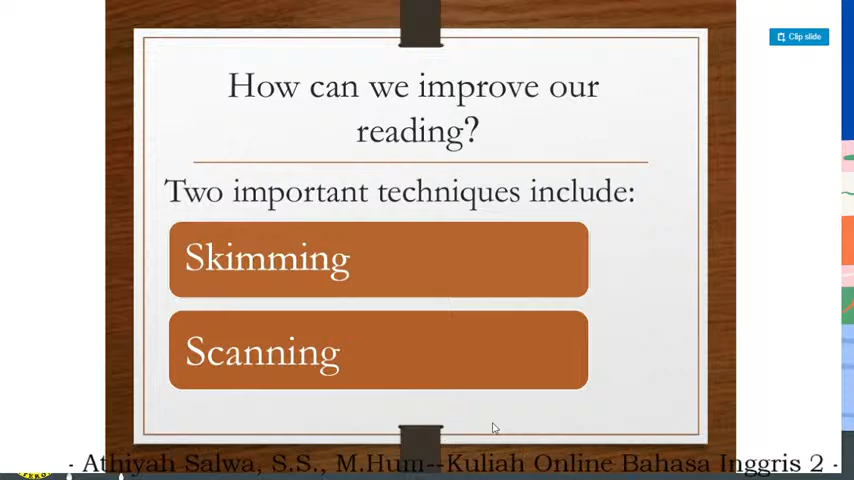 Clip slide
How can we improve our
reading?
Two important techniques include:
Skimming
Scanning
- Athiyah Salwa, S.S., M.Hum--Kuliah Online Bahasa Inggris 2 -